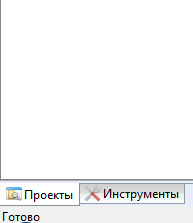 Проекты Инструменты
Готово